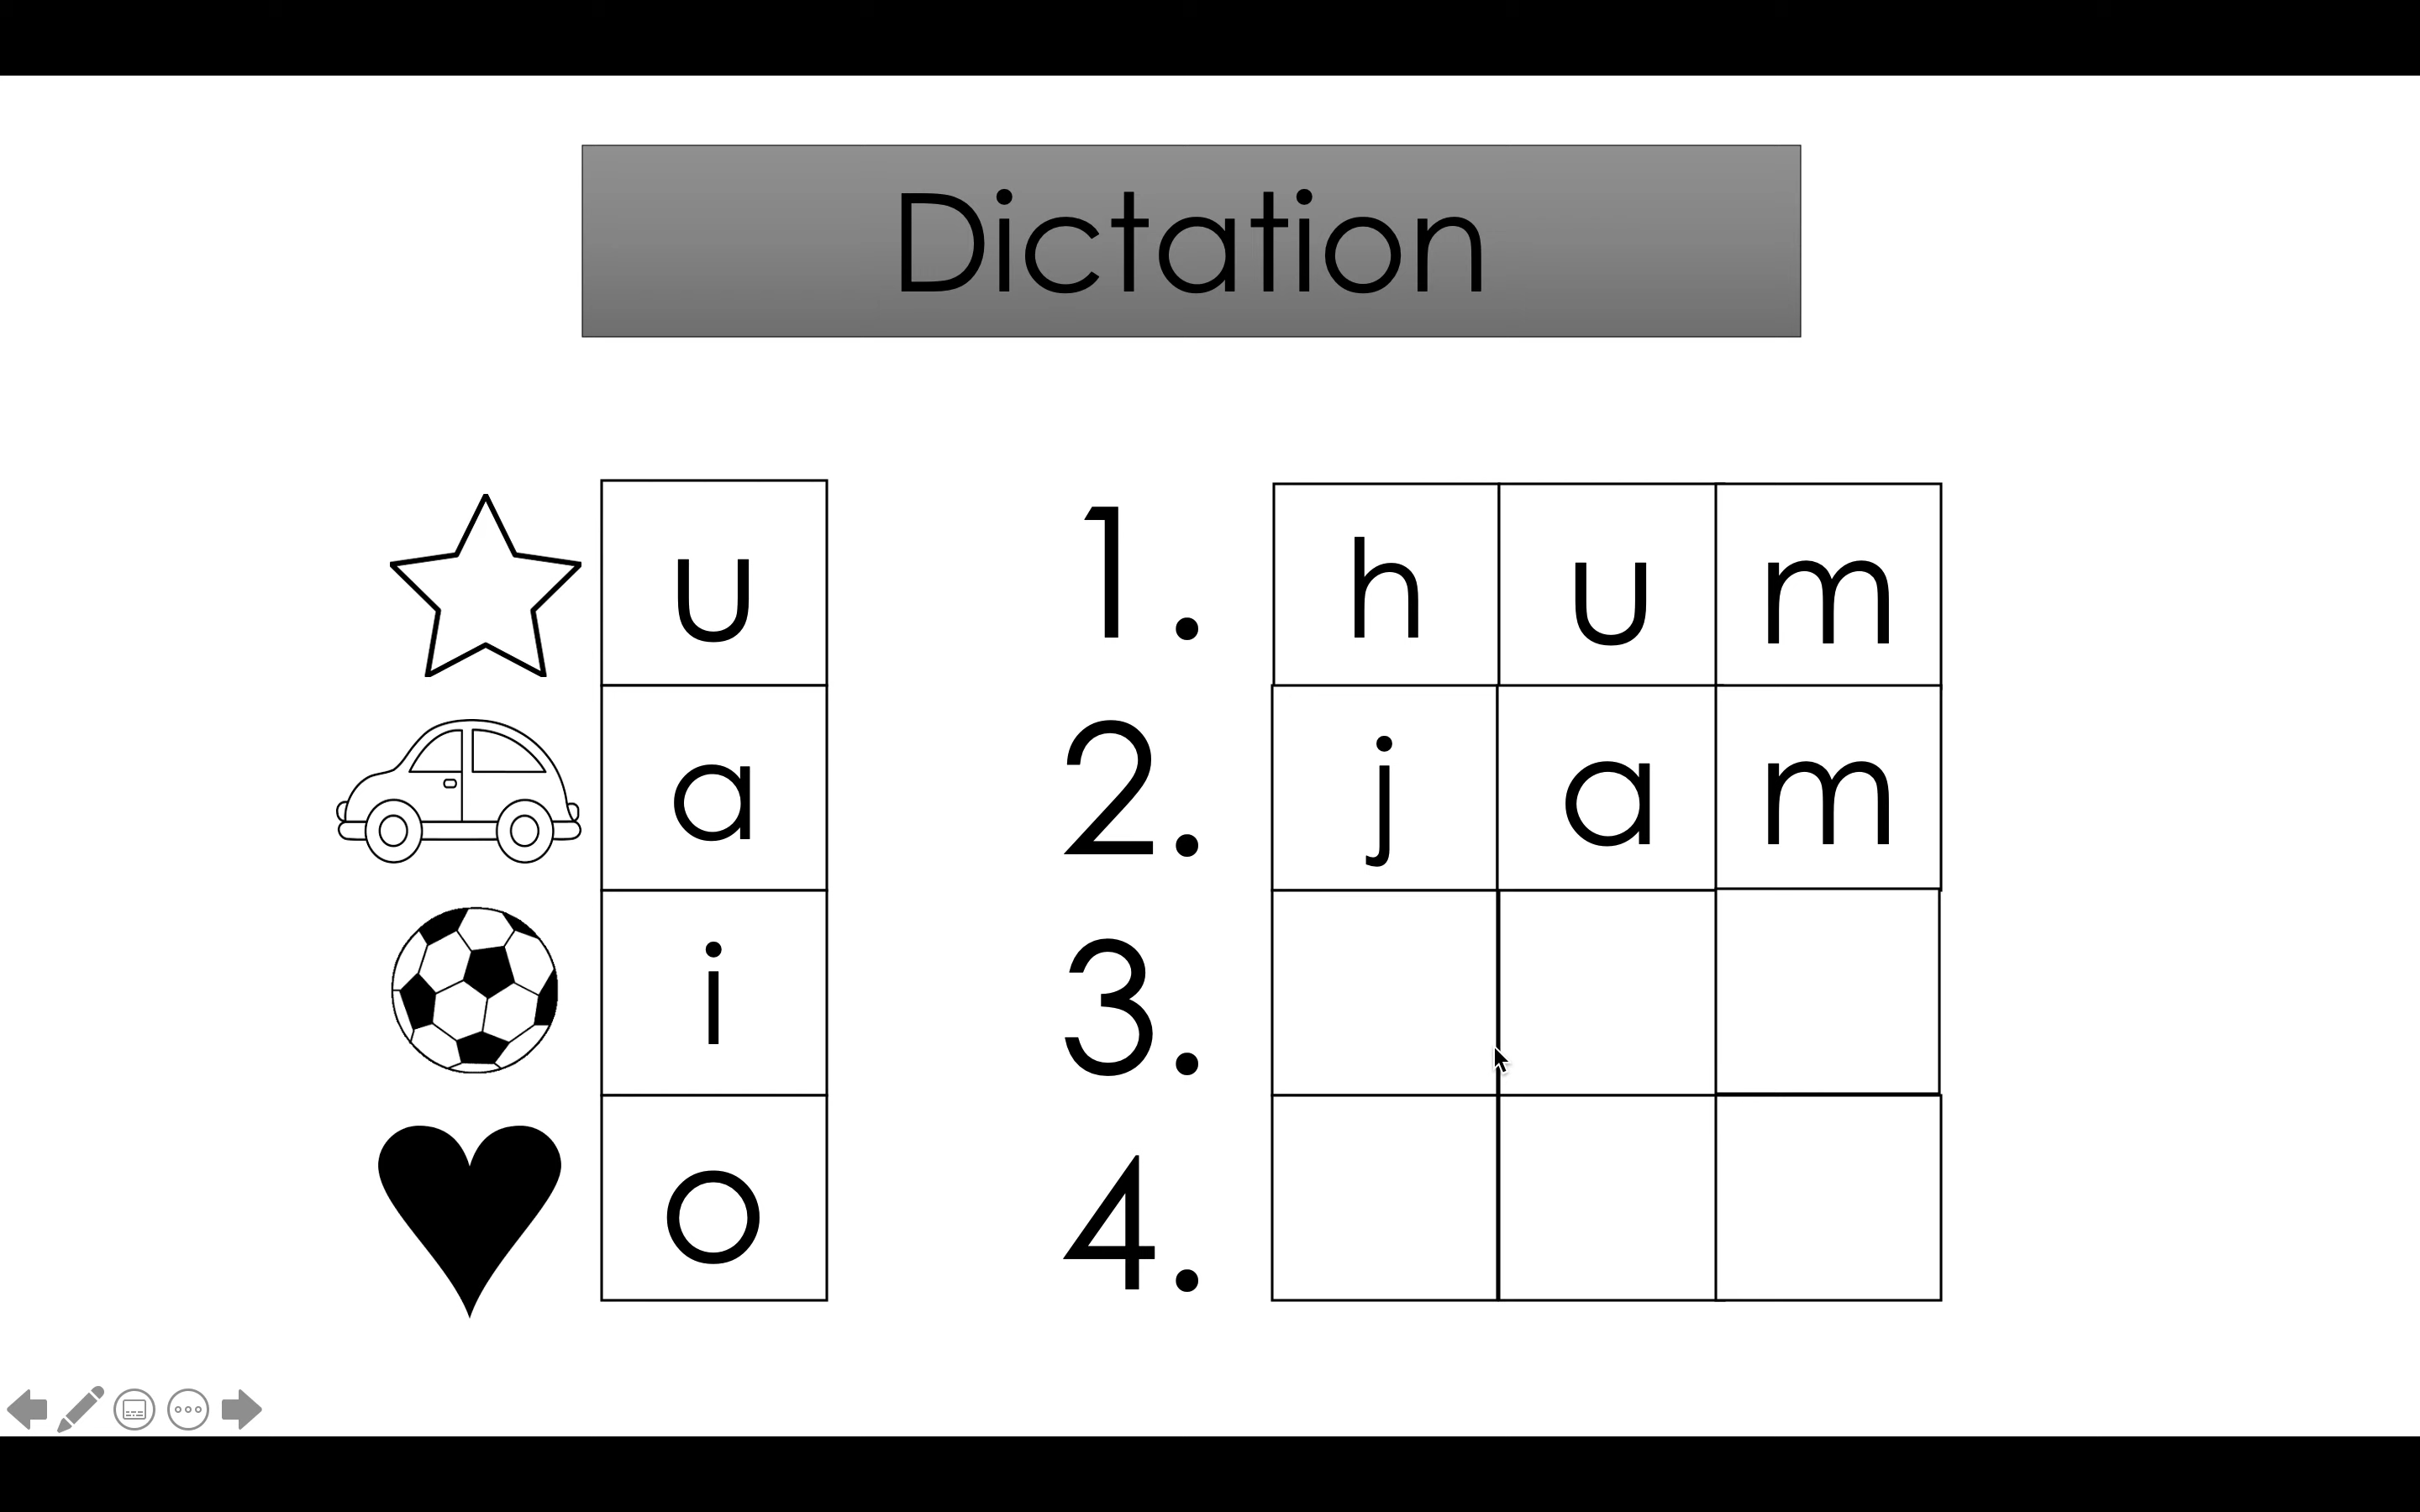 Dictation
u
a
i
o
1. h u m
2. j a m
3.
4.